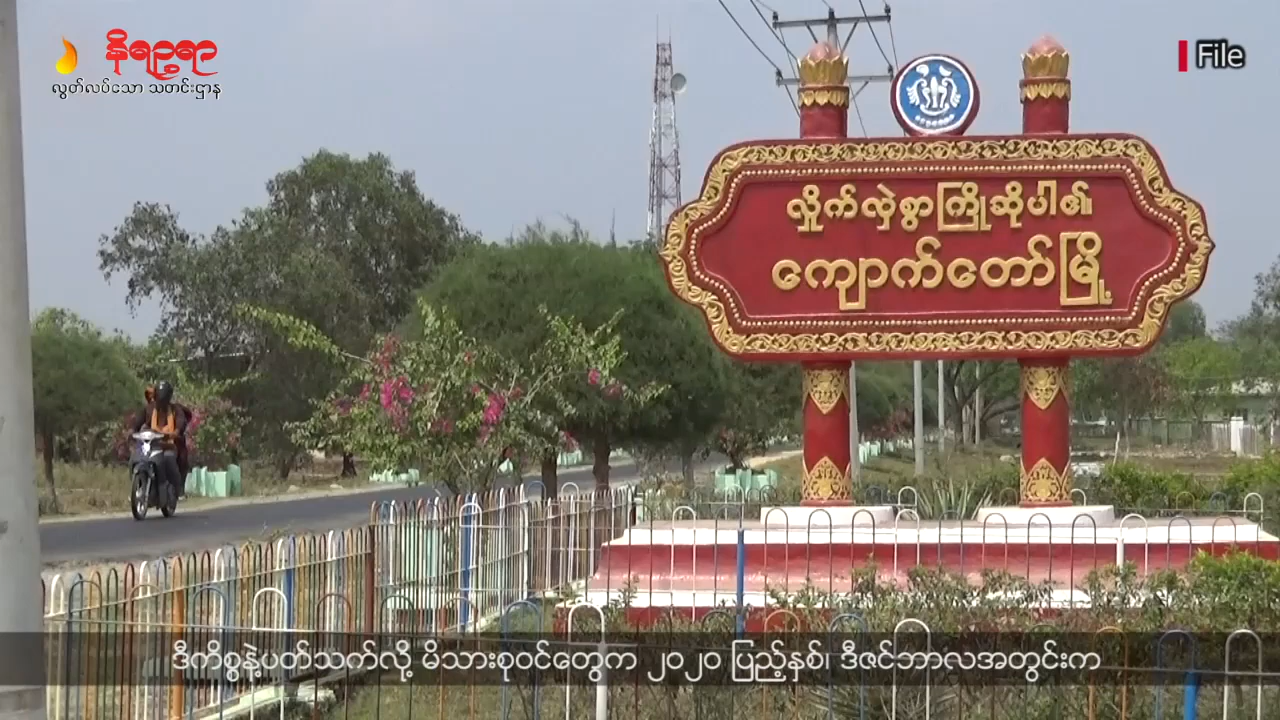 နိရဉ္စရာ
လွတ်လပ်သော သတင်းဌာန
File
လှိုက်လှဲစွာကြိုဆိုပါ၏၊
ကျောက်တော်မြို့
ဒီကိစ္စနဲ့ပတ်သက်လို့ မိသားစုဝင်တွေက ၂၀၂၀ ပြည့်နှစ်၊ ဒီဇင်ဘာလအတွင်းက